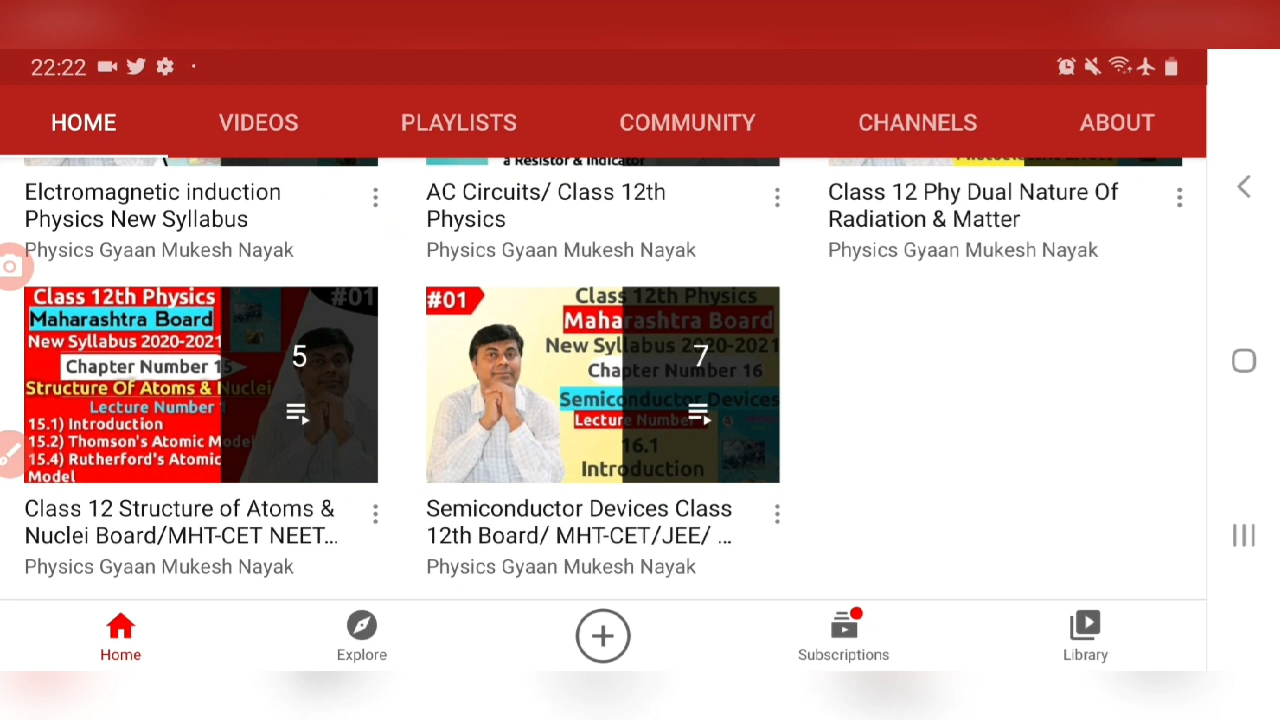 22:22
HOME VIDEOS PLAYLISTS COMMUNITY CHANNELS ABOUT
a Resistor & Indicator
Elctromagnetic induction
Physics New Syllabus
Physics Gyaan Mukesh Nayak
AC Circuits/ Class 12th
Physics
Physics Gyaan Mukesh Nayak
Class 12 Phy Dual Nature Of
Radiation & Matter
Physics Gyaan Mukesh Nayak
Class 12th Physics
#01
Maharashtra Board
New Syllabus 2020-2021
Chapter Number 15
5
Structure Of Atoms & Nuclei
Lecture Number 1
15.1) Introduction
15.2) Thomson's Atomic Model
15.4) Rutherford's Atomic
Model
Class 12 Structure of Atoms &
Nuclei Board/MHT-CET NEET...
Physics Gyaan Mukesh Nayak
#01
Class 12th Physics
Maharashtra Board
New Syllabus 2020-2021
7
Chapter Number 16
Semiconductor Devices
Lecture Number
16.1
Introduction
Semiconductor Devices Class
12th Board/ MHT-CET/JEE/ ...
Physics Gyaan Mukesh Nayak
Home Explore Subscriptions Library